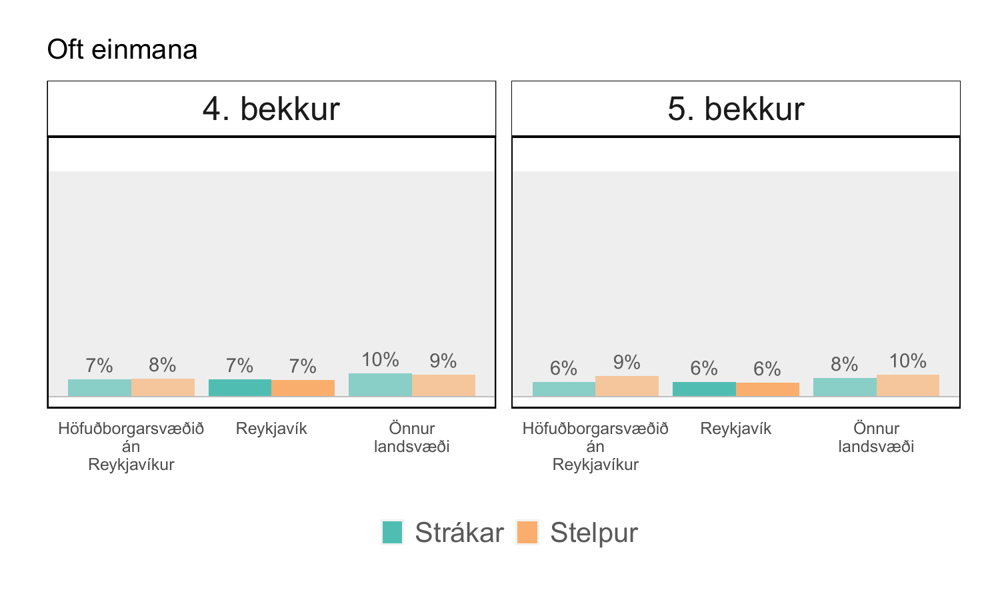 Oft einmana
4. bekkur
7% 8% 7% 7% 10% 9%
Höfuðborgarsvæðið
án
Reykjavíkur
Reykjavík
Önnur
landsvæði
5. bekkur
6% 9% 6% 6% 8% 10%
Höfuðborgarsvæðið
án
Reykjavíkur
Reykjavík
Önnur
landsvæði
Strákar Stelpur